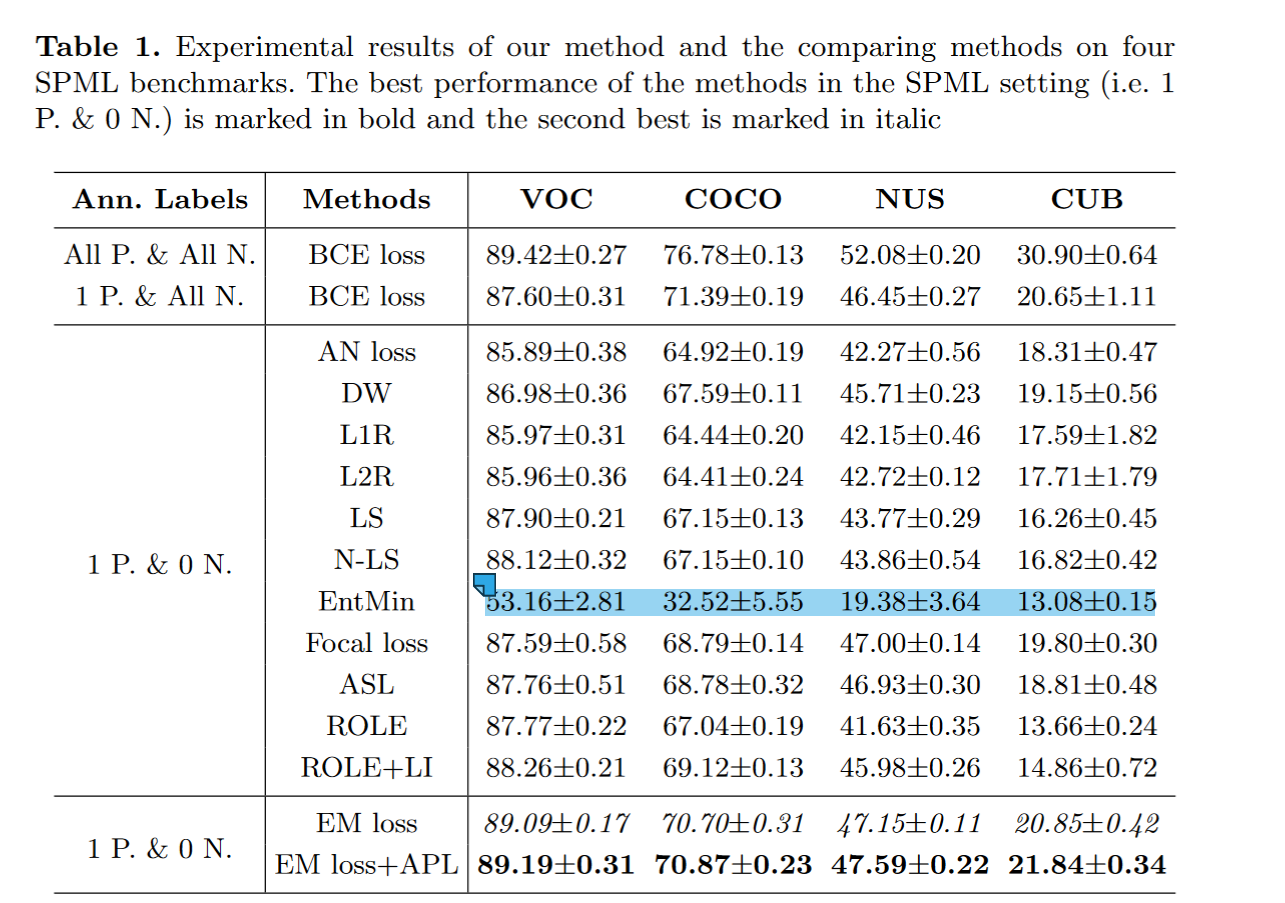 Table 1. Experimental results of our method and the comparing methods on four
SPML benchmarks. The best performance of the methods in the SPML setting (i.e. 1
P. & 0 N.) is marked in bold and the second best is marked in italic
Ann. Labels Methods VOC COCO NUS CUB
All P. & All N. BCE loss 89.42±0.27 76.78±0.13 52.08±0.20 30.90±0.64
1 P. & All N. BCE loss 87.60±0.31 71.39±0.19 46.45±0.27 20.65±1.11
AN loss 85.89±0.38 64.92±0.19 42.27±0.56 18.31±0.47
DW 86.98±0.36 67.59±0.11 45.71±0.23 19.15±0.56
L1R 85.97±0.31 64.44±0.20 42.15±0.46 17.59±1.82
L2R 85.96±0.36 64.41±0.24 42.72±0.12 17.71±1.79
LS 87.90±0.21 67.15±0.13 43.77±0.29 16.26±0.45
1 P. & 0 N. N-LS 88.12±0.32 67.15±0.10 43.86±0.54 16.82±0.42
EntMin 53.16±2.81 32.52±5.55 19.38±3.64 13.08±0.15
Focal loss 87.59±0.58 68.79±0.14 47.00±0.14 19.80±0.30
ASL 87.76±0.51 68.78±0.32 46.93±0.30 18.81±0.48
ROLE 87.77±0.22 67.04±0.19 41.63±0.35 13.66±0.24
ROLE+LI 88.26±0.21 69.12±0.13 45.98±0.26 14.86±0.72
1 P. & 0 N. EM loss 89.09±0.17 70.70±0.31 47.15±0.11 20.85±0.42
EM loss+APL 89.19±0.31 70.87±0.23 47.59±0.22 21.84±0.34